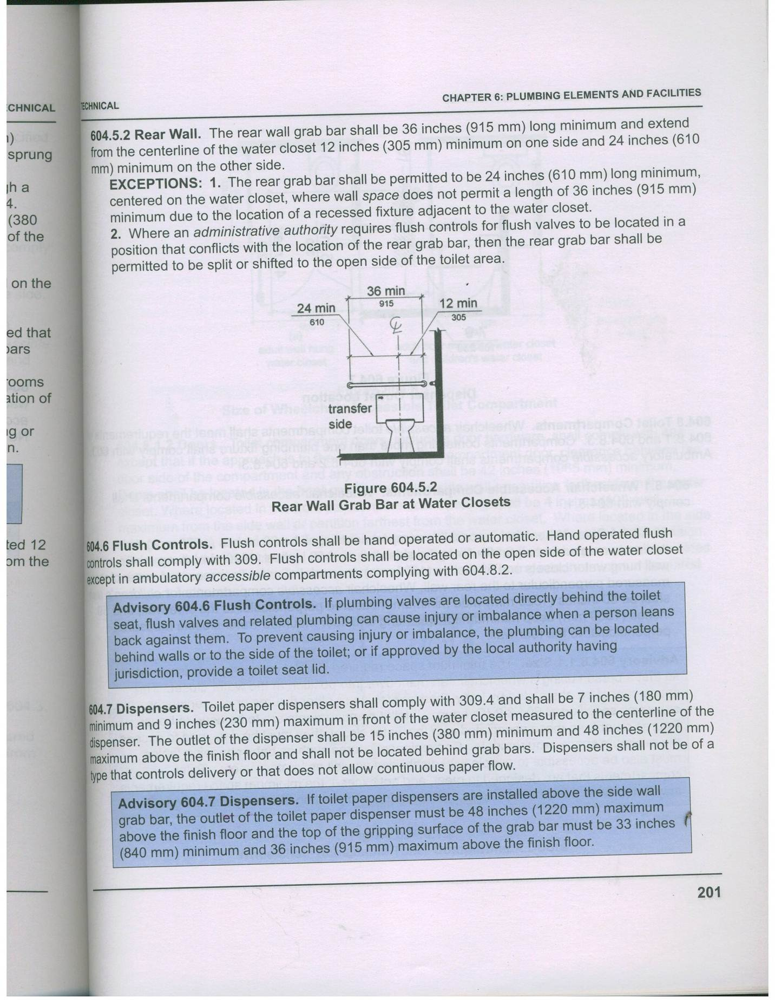 CHNICAL
)
sprung
h a
4.
(380
of the
on the
ed that
ars
ooms
ation of
g or
n.
ted 12
om the
TECHNICAL
CHAPTER 6: PLUMBING ELEMENTS AND FACILITIES
604.5.2 Rear Wall. The rear wall grab bar shall be 36 inches (915 mm) long minimum and extend
from the centerline of the water closet 12 inches (305 mm) minimum on one side and 24 inches (610
mm) minimum on the other side.
EXCEPTIONS: 1. The rear grab bar shall be permitted to be 24 inches (610 mm) long minimum,
centered on the water closet, where wall space does not permit a length of 36 inches (915 mm)
minimum due to the location of a recessed fixture adjacent to the water closet.
2. Where an administrative authority requires flush controls for flush valves to be located in a
position that conflicts with the location of the rear grab bar, then the rear grab bar shall be
permitted to be split or shifted to the open side of the toilet area.
36 min
915
24 min
610
12 min
305
℄
transfer
side
Figure 604.5.2
Rear Wall Grab Bar at Water Closets
604.6 Flush Controls. Flush controls shall be hand operated or automatic. Hand operated flush
controls shall comply with 309. Flush controls shall be located on the open side of the water closet
except in ambulatory accessible compartments complying with 604.8.2.
Advisory 604.6 Flush Controls. If plumbing valves are located directly behind the toilet
seat, flush valves and related plumbing can cause injury or imbalance when a person leans
back against them. To prevent causing injury or imbalance, the plumbing can be located
behind walls or to the side of the toilet; or if approved by the local authority having
jurisdiction, provide a toilet seat lid.
604.7 Dispensers. Toilet paper dispensers shall comply with 309.4 and shall be 7 inches (180 mm)
minimum and 9 inches (230 mm) maximum in front of the water closet measured to the centerline of the
dispenser. The outlet of the dispenser shall be 15 inches (380 mm) minimum and 48 inches (1220 mm)
maximum above the finish floor and shall not be located behind grab bars. Dispensers shall not be of a
type that controls delivery or that does not allow continuous paper flow.
Advisory 604.7 Dispensers. If toilet paper dispensers are installed above the side wall
grab bar, the outlet of the toilet paper dispenser must be 48 inches (1220 mm) maximum
above the finish floor and the top of the gripping surface of the grab bar must be 33 inches
(840 mm) minimum and 36 inches (915 mm) maximum above the finish floor.
201